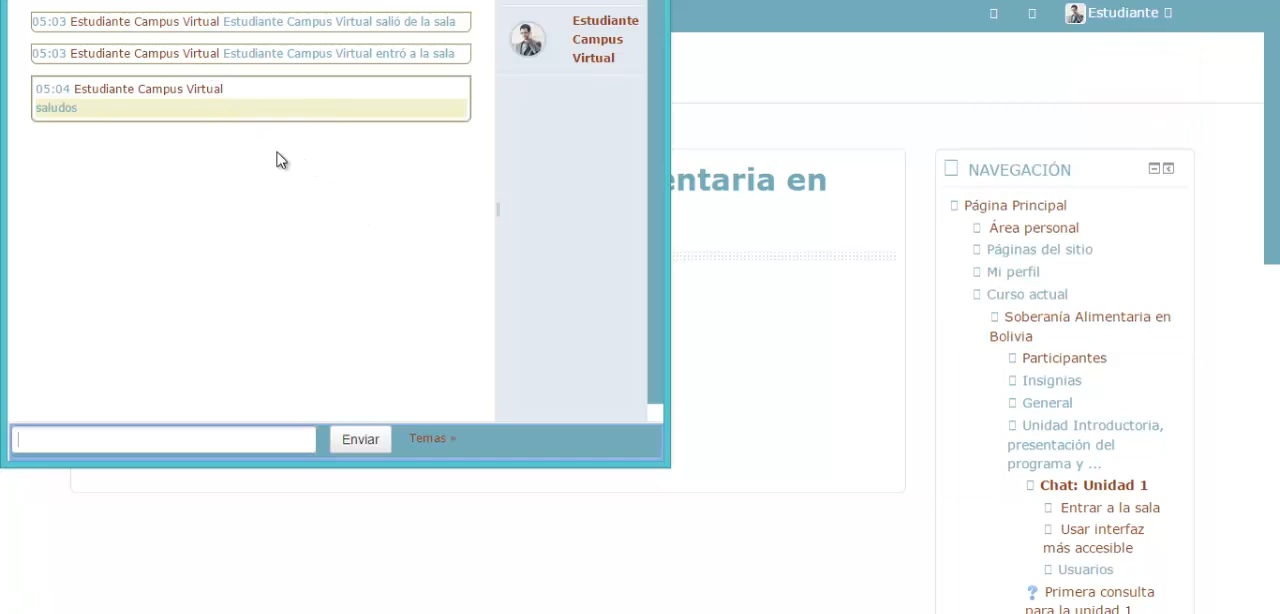 05:03 Estudiante Campus Virtual Estudiante Campus Virtual salió de la sala
05:03 Estudiante Campus Virtual Estudiante Campus Virtual entró a la sala
05:04 Estudiante Campus Virtual
saludos
Estudiante
Campus
Virtual
Enviar
Temas »
Estudiante
entaria en
NAVEGACIÓN
Página Principal
Área personal
Páginas del sitio
Mi perfil
Curso actual
Soberanía Alimentaria en
Bolivia
Participantes
Insignias
General
Unidad Introductoria,
presentación del
programa y ...
Chat: Unidad 1
Entrar a la sala
Usar interfaz
más accesible
Usuarios
Primera consulta
para la unidad 1